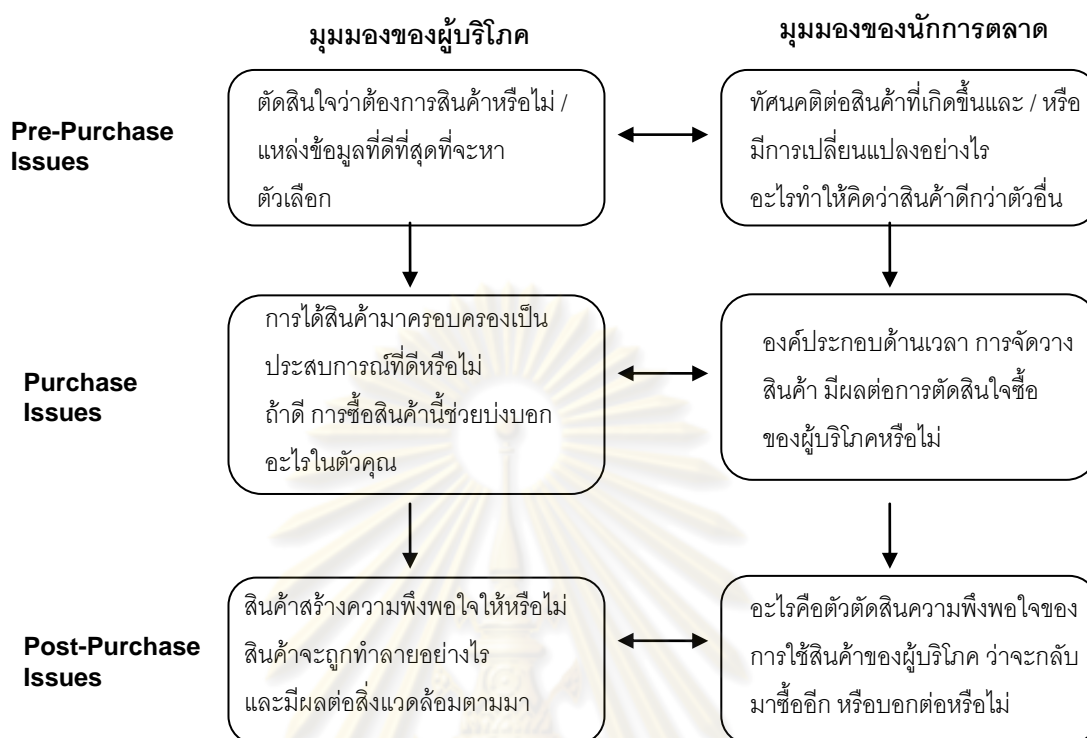 มุมมองของผู้บริโภค
มุมมองของนักการตลาด
Pre-Purchase
Issues
ตัดสินใจว่าต้องการสินค้าหรือไม่ /
แหล่งข้อมูลที่ดีที่สุดที่จะหา
ตัวเลือก
ทัศนคติต่อสินค้าที่เกิดขึ้นและ / หรือ
มีการเปลี่ยนแปลงอย่างไร
อะไรทำให้คิดว่าสินค้าดีกว่าตัวอื่น
Purchase
Issues
การได้สินค้ามาครอบครองเป็น
ประสบการณ์ที่ดีหรือไม่
ถ้าดี การซื้อสินค้านี้ช่วยบ่งบอก
อะไรในตัวคุณ
องค์ประกอบด้านเวลา การจัดวาง
สินค้า มีผลต่อการตัดสินใจซื้อ
ของผู้บริโภคหรือไม่
Post-Purchase
Issues
สินค้าสร้างความพึงพอใจให้หรือไม่
สินค้าจะถูกทำลายอย่างไร
และมีผลต่อสิ่งแวดล้อมตามมา
อะไรคือตัวตัดสินความพึงพอใจของ
การใช้สินค้าของผู้บริโภค ว่าจะกลับ
มาซื้ออีก หรือบอกต่อหรือไม่